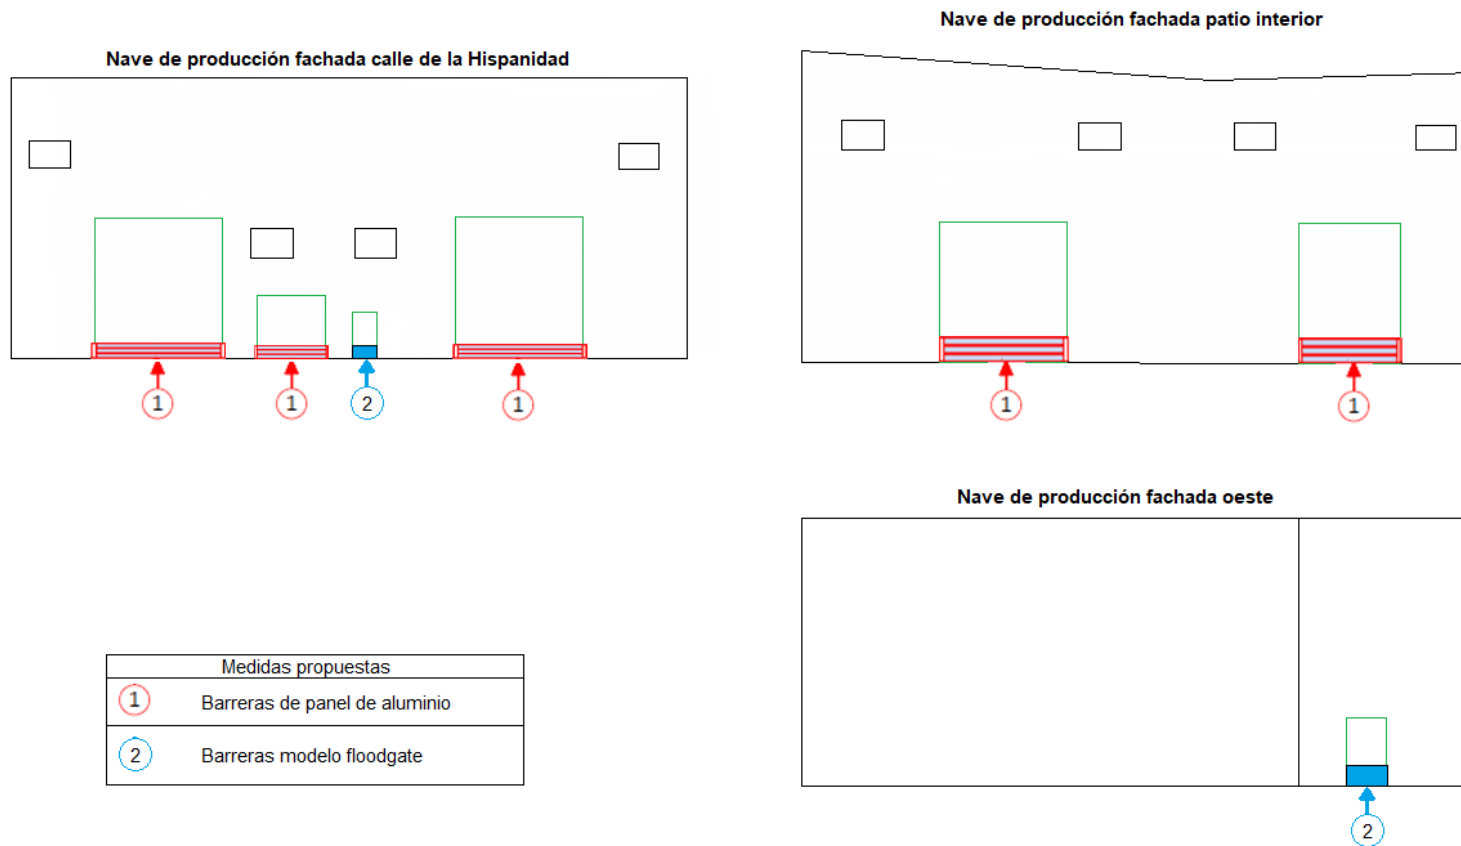 Nave de producción fachada patio interior
Nave de producción fachada calle de la Hispanidad
1
1
2
1
1
1
Nave de producción fachada oeste
Medidas propuestas
1 Barreras de panel de aluminio
2 Barreras modelo floodgate
2